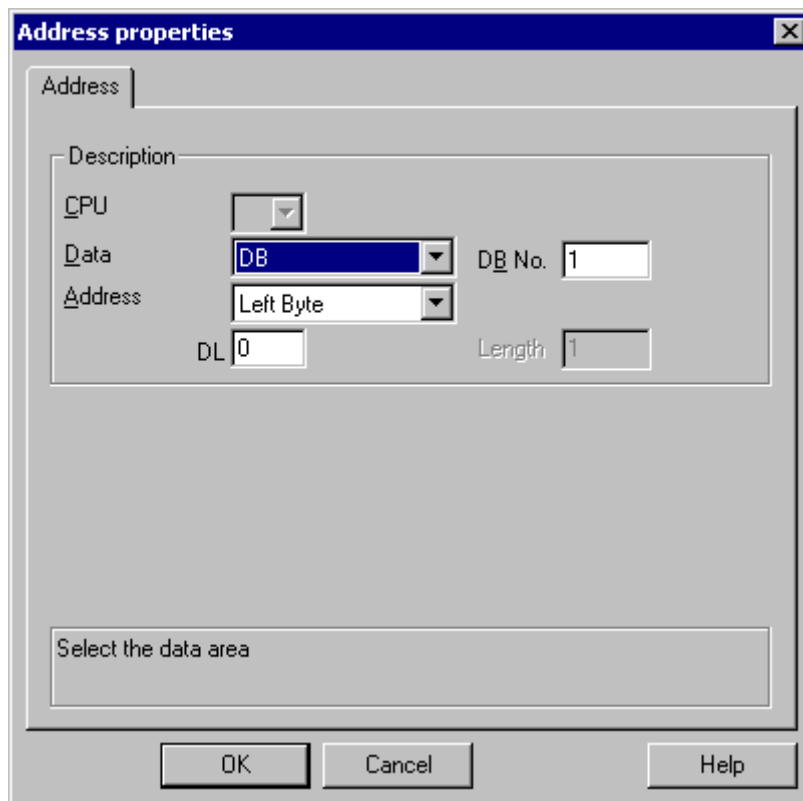 Address properties
Address
Description
CPU
Data DB DB No. 1
Address Left Byte
DL 0 Length 1
Select the data area
OK Cancel Help